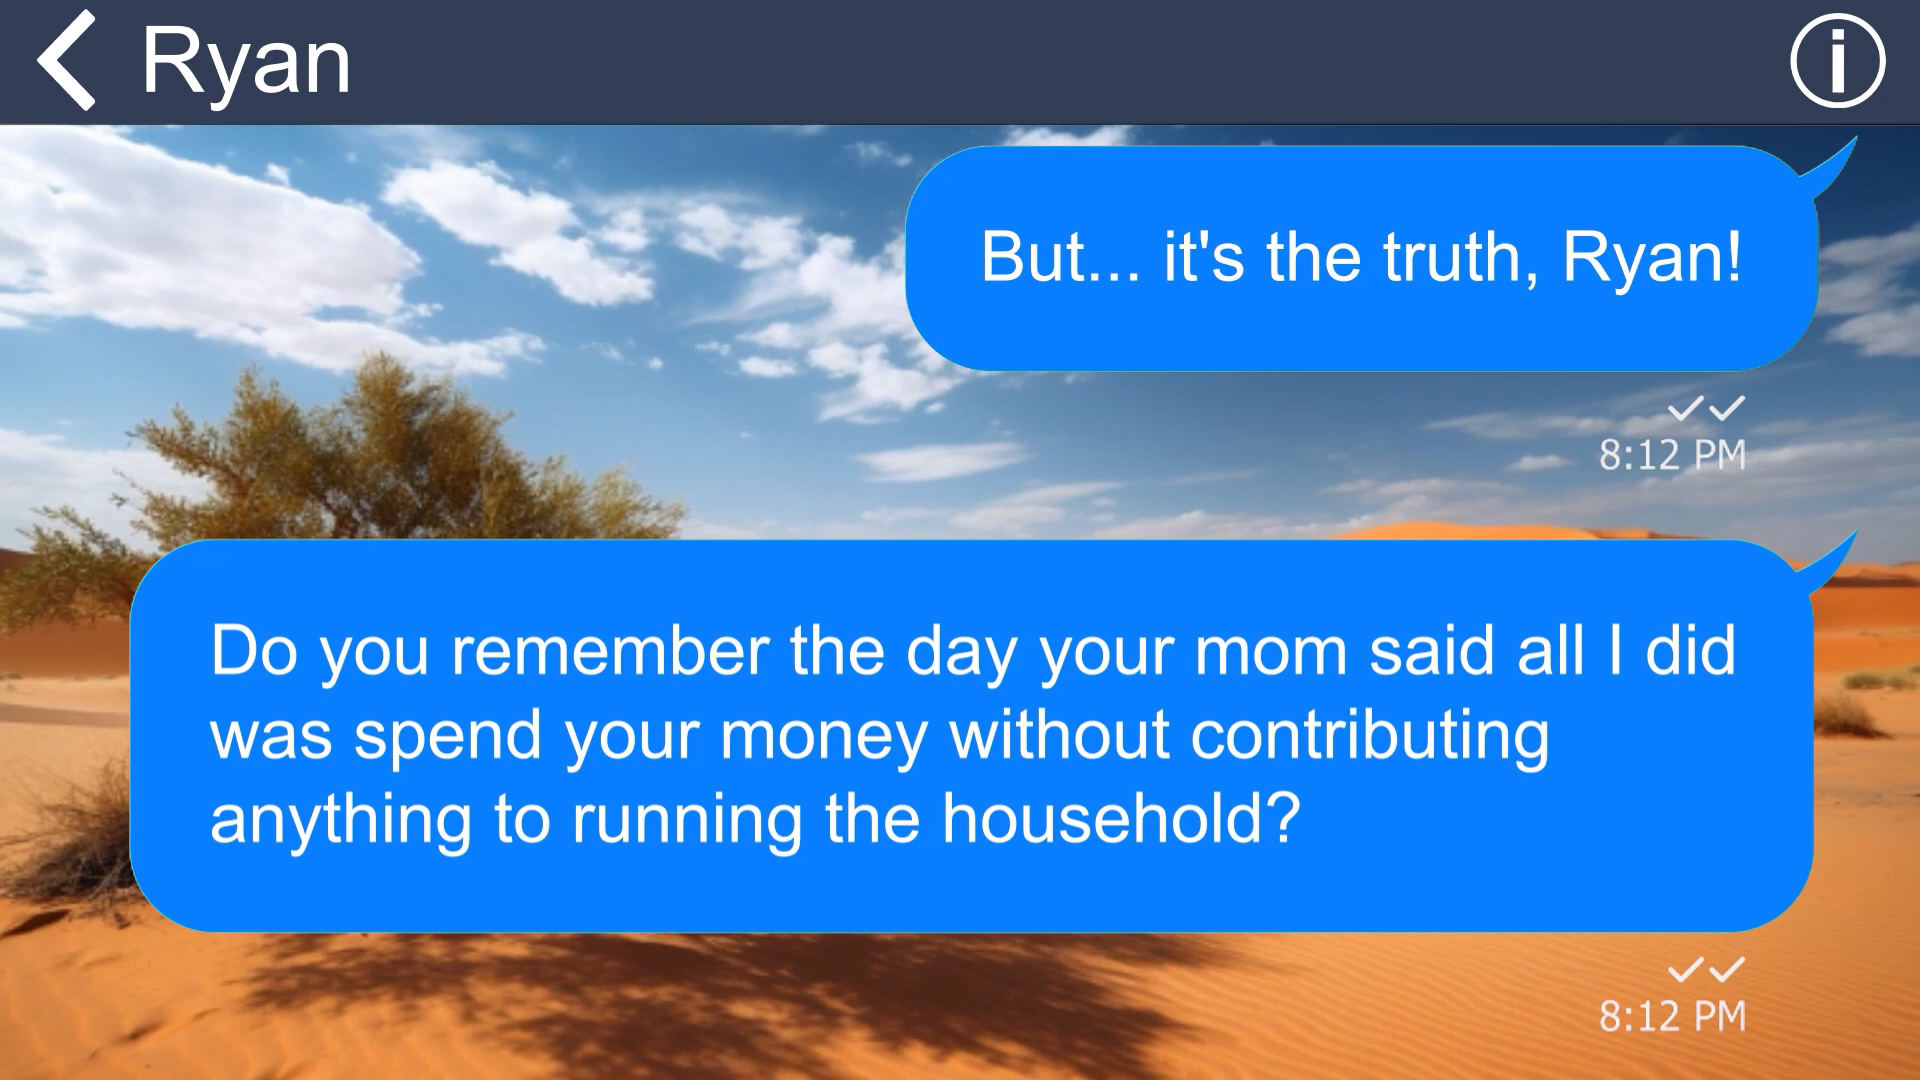 Ryan
But... it's the truth, Ryan!
8:12 PM
Do you remember the day your mom said all I did
was spend your money without contributing
anything to running the household?
8:12 PM